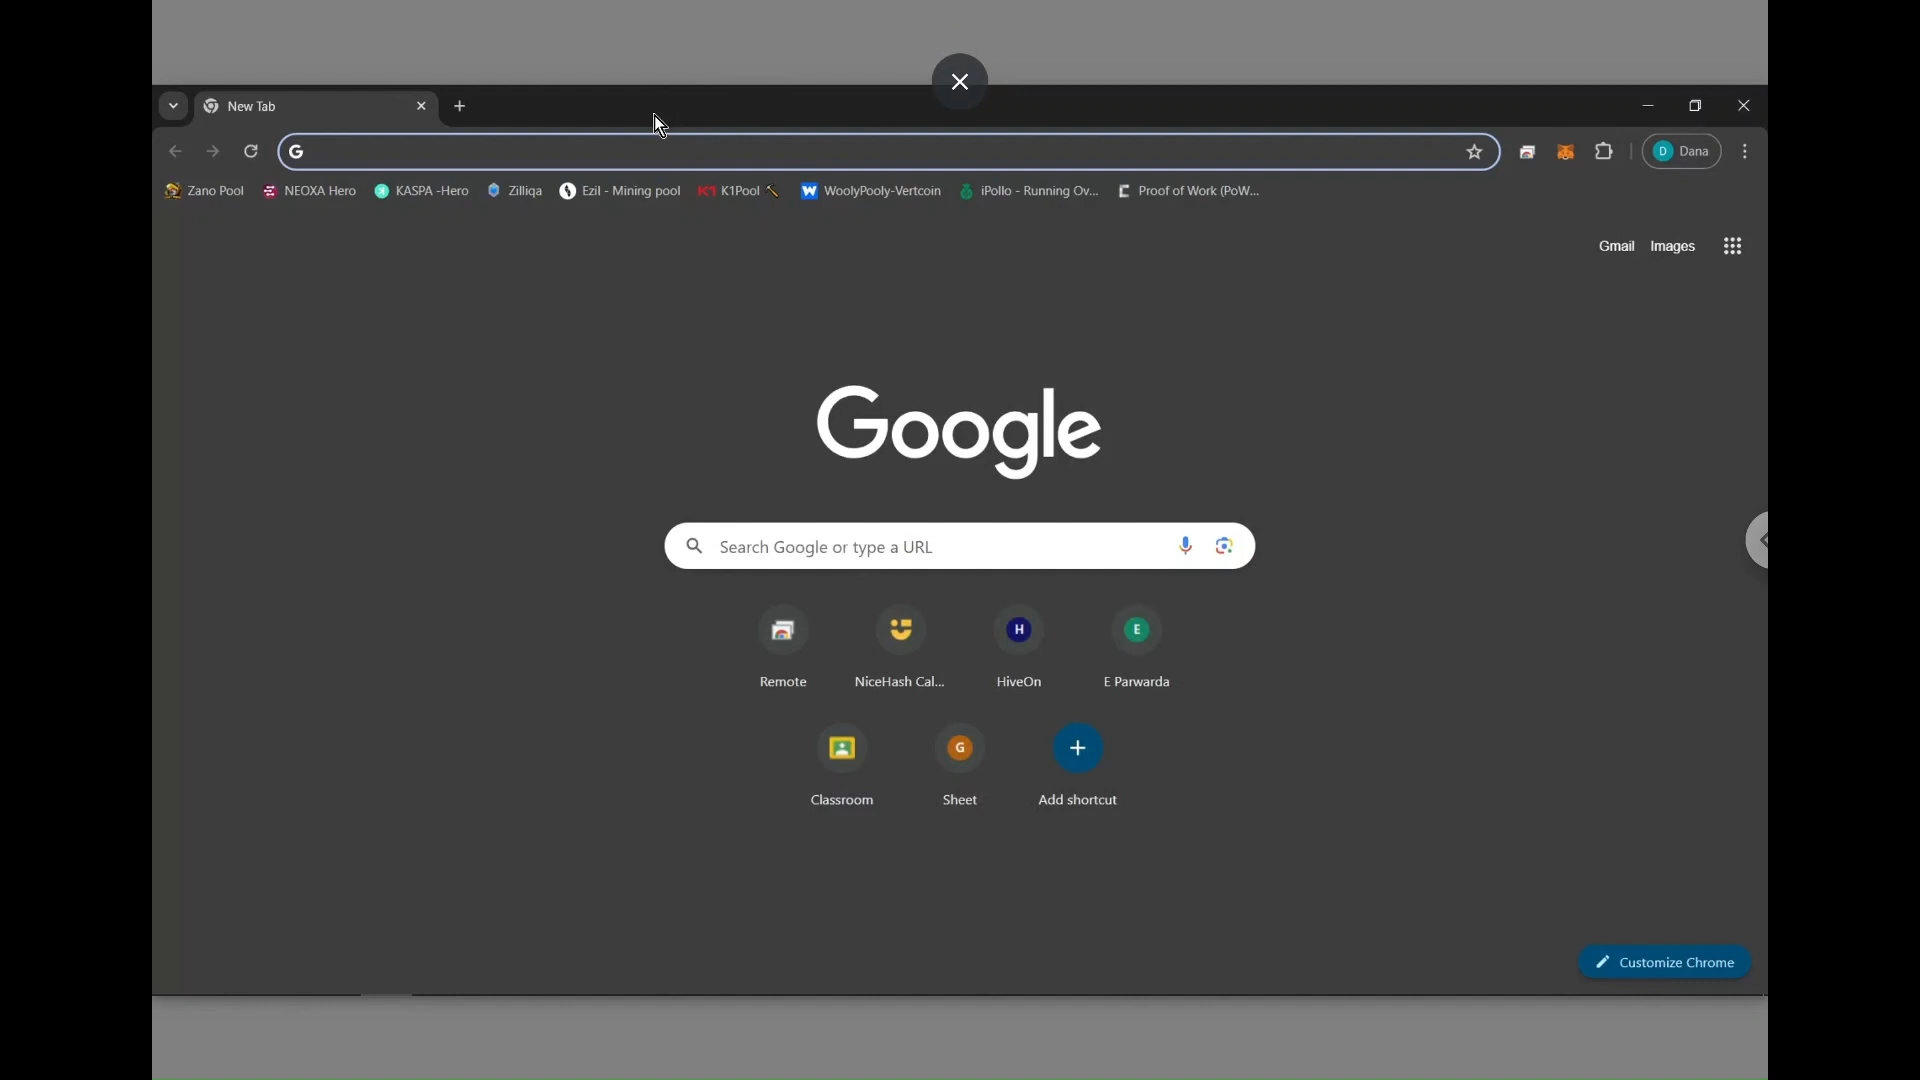 New Tab
G
D Dana
Zano Pool NEOXA Hero KASPA -Hero Zilliqa Ezil - Mining pool K1 K1Pool W WoolyPooly-Vertcoin iPollo - Running Ov... Proof of Work (PoW...
Gmail Images
Google
Search Google or type a URL
H E
Remote NiceHash Cal... HiveOn E Parwarda
G
Classroom Sheet Add shortcut
Customize Chrome